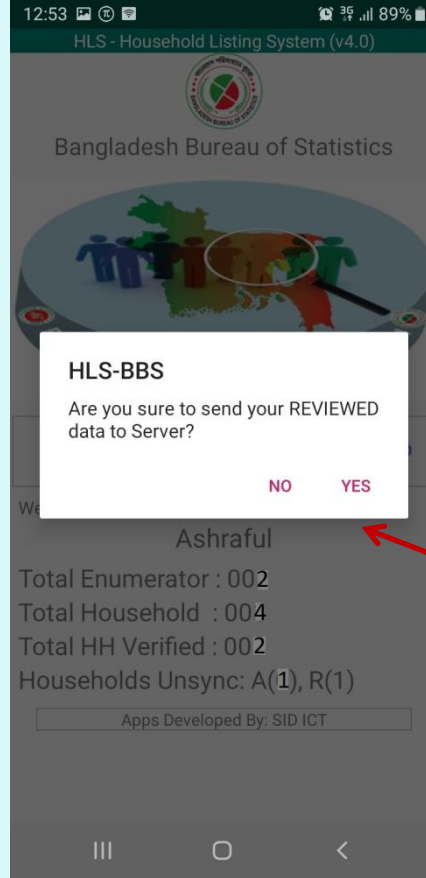 12:53 3G 89%
HLS - Household Listing System (v4.0)
Bangladesh Bureau of Statistics
HLS-BBS
Are you sure to send your REVIEWED
data to Server?
NO YES
We
Ashraful
Total Enumerator : 002
Total Household : 004
Total HH Verified : 002
Households Unsync: A(1), R(1)
Apps Developed By: SID ICT